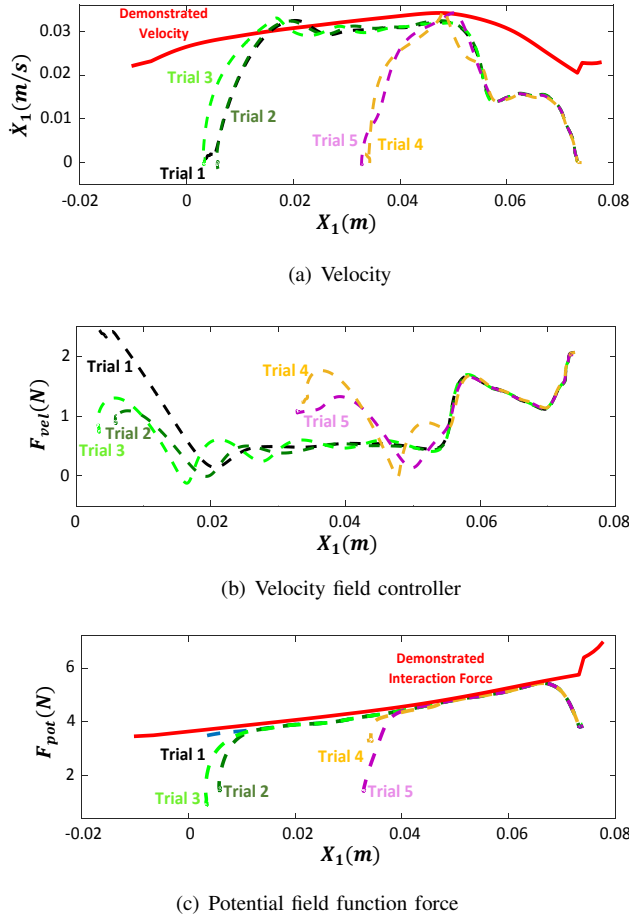 0.03
0.02
0.01
0
Ẋ₁(m/s)
Demonstrated
Velocity
Trial 3
Trial 2
Trial 5
Trial 4
Trial 1
-0.02 0 0.02 0.04 0.06 0.08
X₁(m)
(a) Velocity
2
1
0
F_vel(N)
Trial 1
Trial 4
Trial 2
Trial 5
Trial 3
0 0.02 0.04 0.06 0.08
X₁(m)
(b) Velocity field controller
6
4
2
F_pot(N)
Demonstrated
Interaction Force
Trial 1
Trial 4
Trial 3
Trial 2
Trial 5
-0.02 0 0.02 0.04 0.06 0.08
X₁(m)
(c) Potential field function force